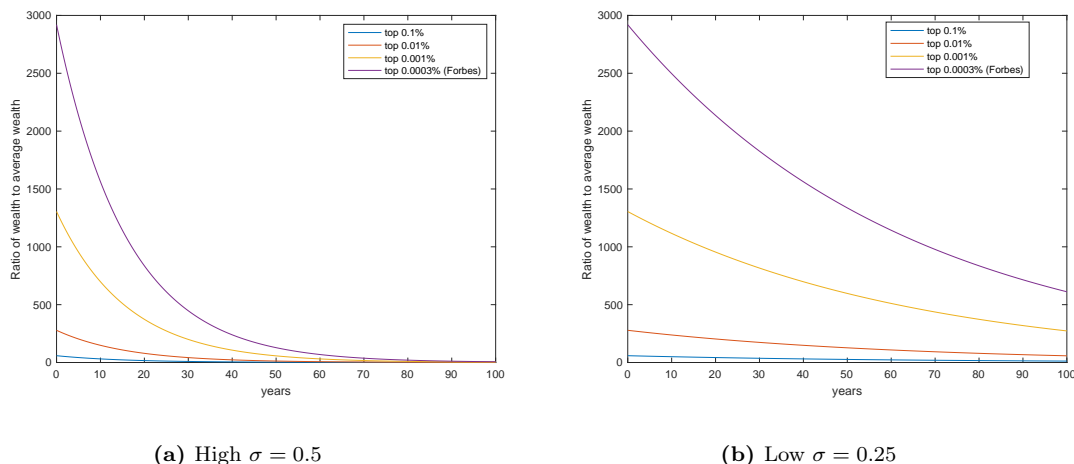 3000
2500
2000
1500
1000
500
0
Ratio of wealth to average wealth
top 0.1%
top 0.01%
top 0.001%
top 0.0003% (Forbes)
0 10 20 30 40 50 60 70 80 90 100
years
(a) High σ = 0.5
3000
2500
2000
1500
1000
500
0
Ratio of wealth to average wealth
top 0.1%
top 0.01%
top 0.001%
top 0.0003% (Forbes)
0 10 20 30 40 50 60 70 80 90 100
years
(b) Low σ = 0.25